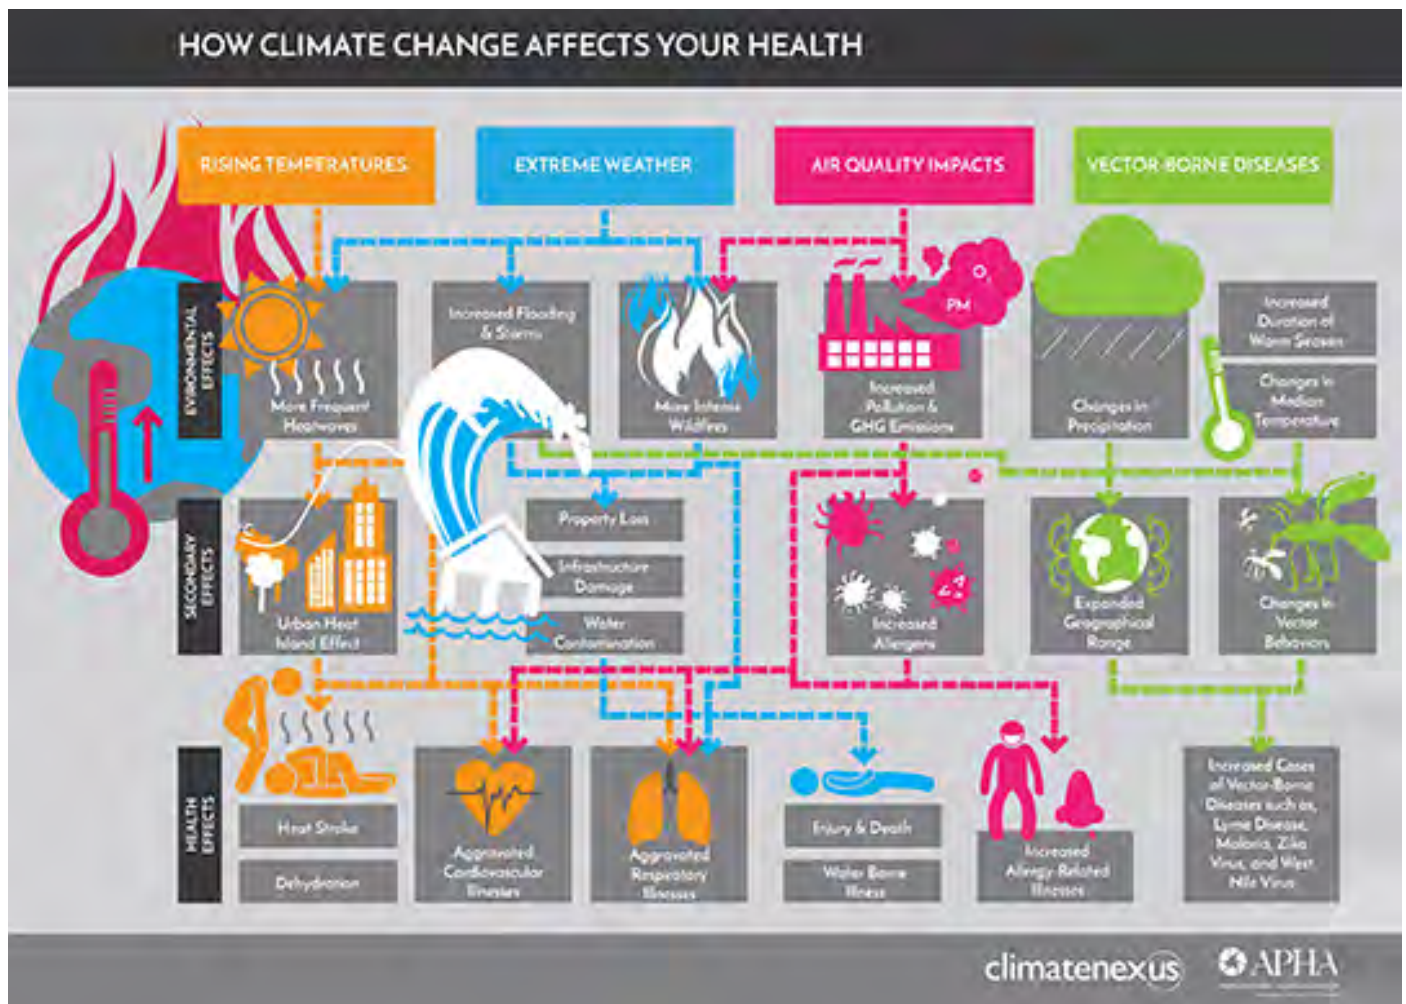 HOW CLIMATE CHANGE AFFECTS YOUR HEALTH
RISING TEMPERATURES
EXTREME WEATHER
AIR QUALITY IMPACTS
VECTOR-BORNE DISEASES
EVIRONMENTAL
EFFECTS
More Frequent
Heatwaves
Increased Flooding
& Storms
More Intense
Wildfires
PM
Increased
Pollution &
GHG Emissions
Changes in
Precipitation
Increased
Duration of
Warm Season
Changes in
Median
Temperature
SECONDARY
EFFECTS
Urban Heat
Island Effect
Property Loss
Infrastructure
Damage
Water
Contamination
Increased
Allergens
Expanded
Geographical
Range
Changes in
Vector
Behaviors
HEALTH
EFFECTS
Heat Stroke
Dehydration
Aggravated
Cardiovascular
Illnesses
Aggravated
Respiratory
Illnesses
Injury & Death
Water Borne
Illness
Increased
Allergy-Related
Illnesses
Increased Cases
of Vector-Borne
Diseases such as,
Lyme Disease,
Malaria, Zika
Virus, and West
Nile Virus
climatenexus
APHA